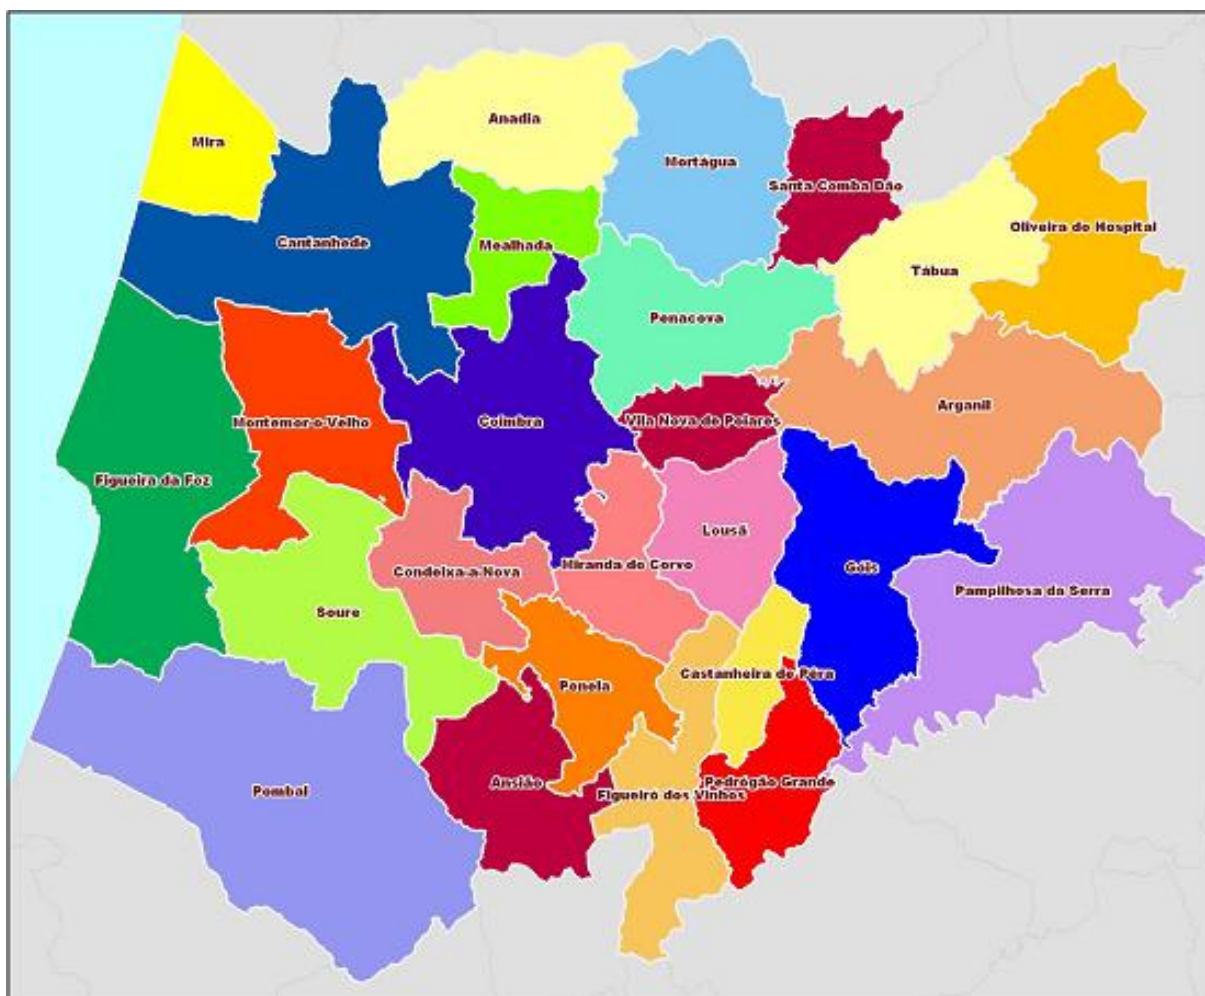 Anadia
Mira
Mortágua
Santa Comba Dão
Oliveira do Hospital
Cantanhede
Mealhada
Tábua
Penacova
Arganil
Montemor-o-Velho
Coimbra
Vila Nova de Poiares
Figueira da Foz
Lousã
Condeixa-a-Nova
Miranda do Corvo
Góis
Pampilhosa da Serra
Soure
Castanheira de Pêra
Penela
Ansião
Pedrógão Grande
Pombal
Figueiró dos Vinhos